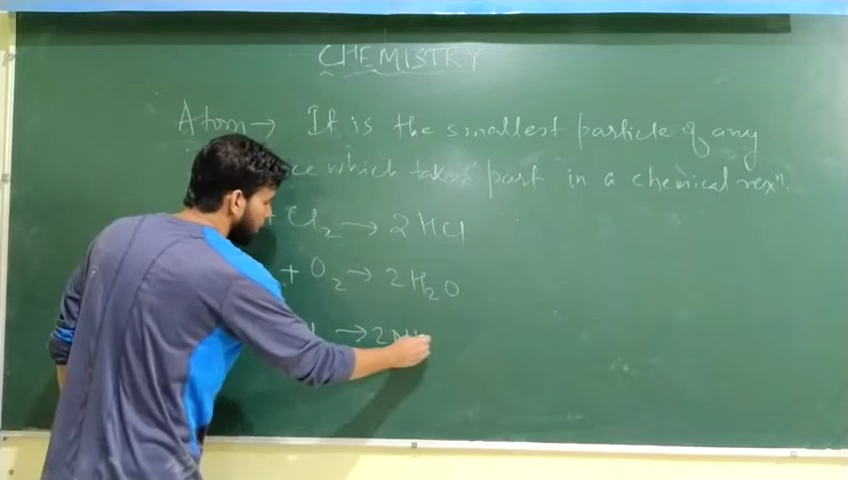 CHEMISTRY
Atom → It is the smallest particle of any
ce which takes part in a chemical rexⁿ.
+ Cl₂ → 2HCl
+ O₂ → 2H₂O
→ 2